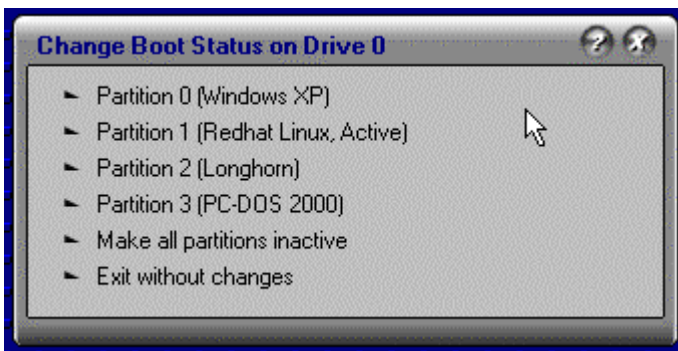 Change Boot Status on Drive 0
Partition 0 (Windows XP)
Partition 1 (Redhat Linux, Active)
Partition 2 (Longhorn)
Partition 3 (PC-DOS 2000)
Make all partitions inactive
Exit without changes